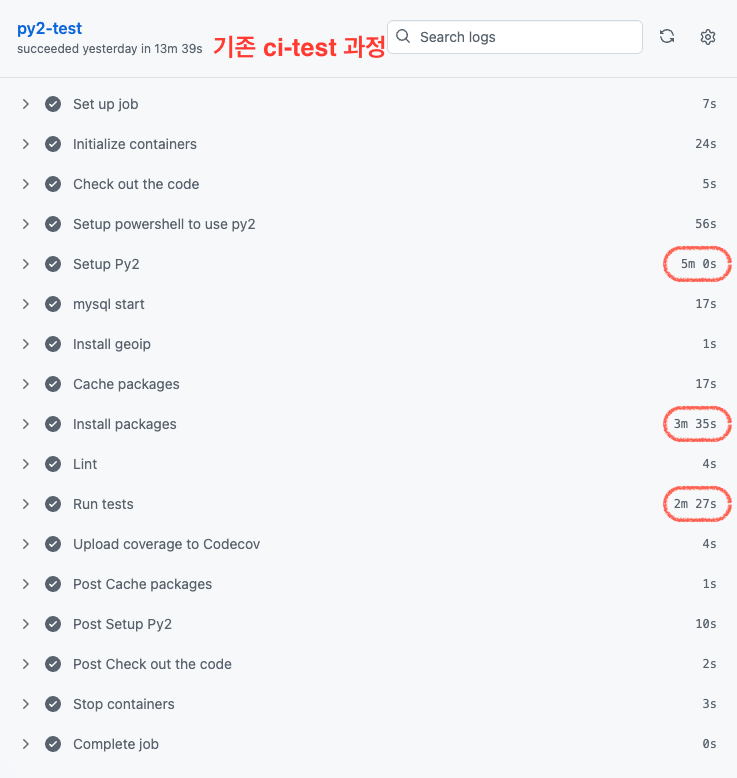 py2-test
succeeded yesterday in 13m 39s
기존 ci-test 과정
Search logs
Set up job 7s
Initialize containers 24s
Check out the code 5s
Setup powershell to use py2 56s
Setup Py2 5m 0s
mysql start 17s
Install geoip 1s
Cache packages 17s
Install packages 3m 35s
Lint 4s
Run tests 2m 27s
Upload coverage to Codecov 4s
Post Cache packages 1s
Post Setup Py2 10s
Post Check out the code 2s
Stop containers 3s
Complete job 0s